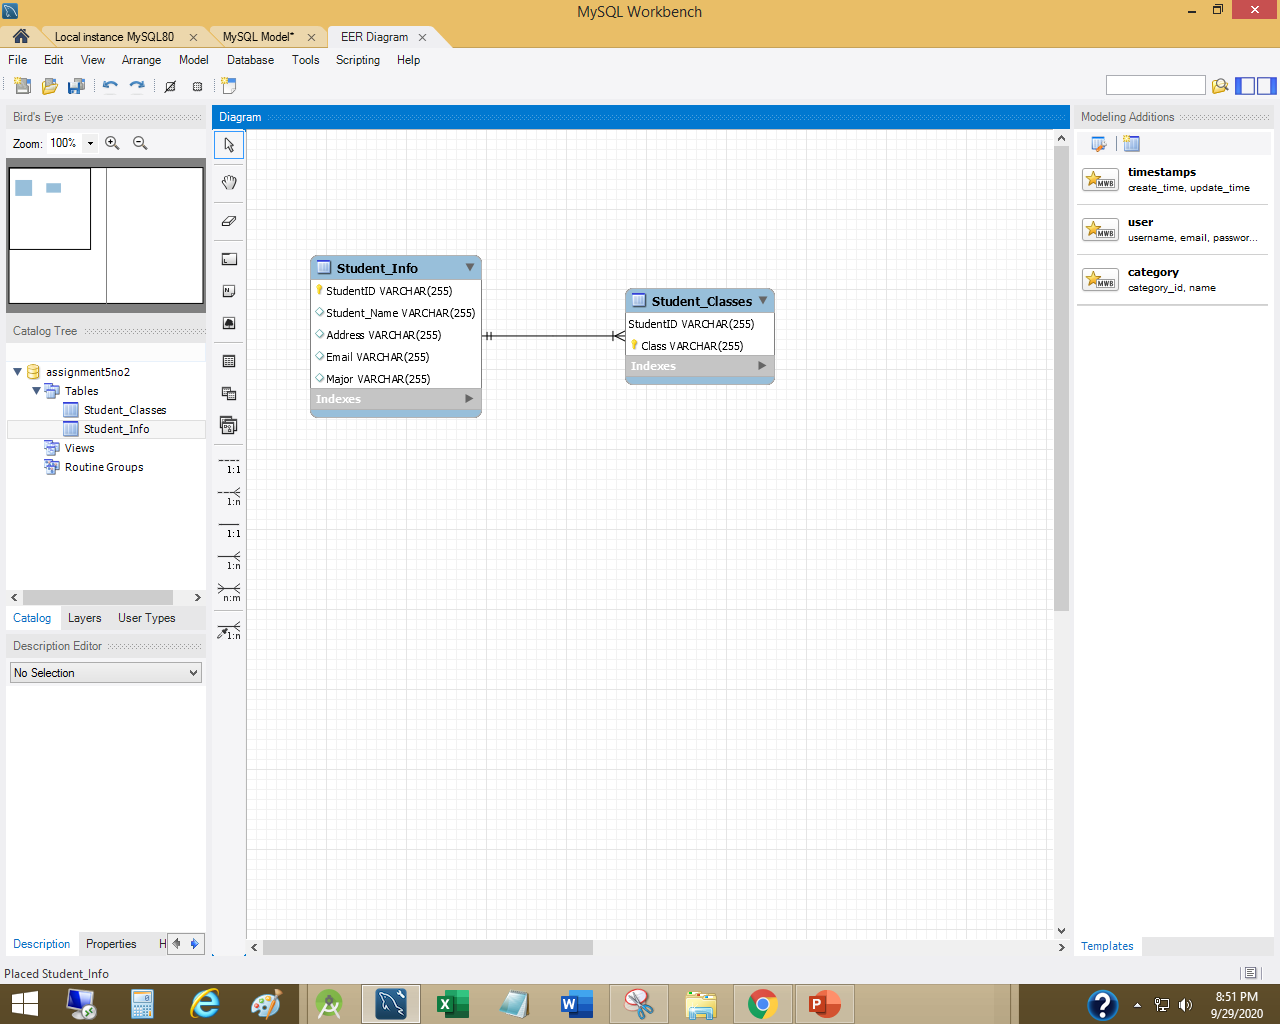 MySQL Workbench
Local instance MySQL80
MySQL Model*
EER Diagram
File Edit View Arrange Model Database Tools Scripting Help
Bird's Eye
Zoom: 100%
Catalog Tree
assignment5no2
Tables
Student_Classes
Student_Info
Views
Routine Groups
Catalog Layers User Types
Description Editor
No Selection
Description Properties H
Diagram
1:1
1:n
1:1
1:n
n:m
1:n
Student_Info
StudentID VARCHAR(255)
Student_Name VARCHAR(255)
Address VARCHAR(255)
Email VARCHAR(255)
Major VARCHAR(255)
Indexes
Student_Classes
StudentID VARCHAR(255)
Class VARCHAR(255)
Indexes
Modeling Additions
MWB
timestamps
create_time, update_time
MWB
user
username, email, passwor...
MWB
category
category_id, name
Templates
Placed Student_Info
8:51 PM
9/29/2020